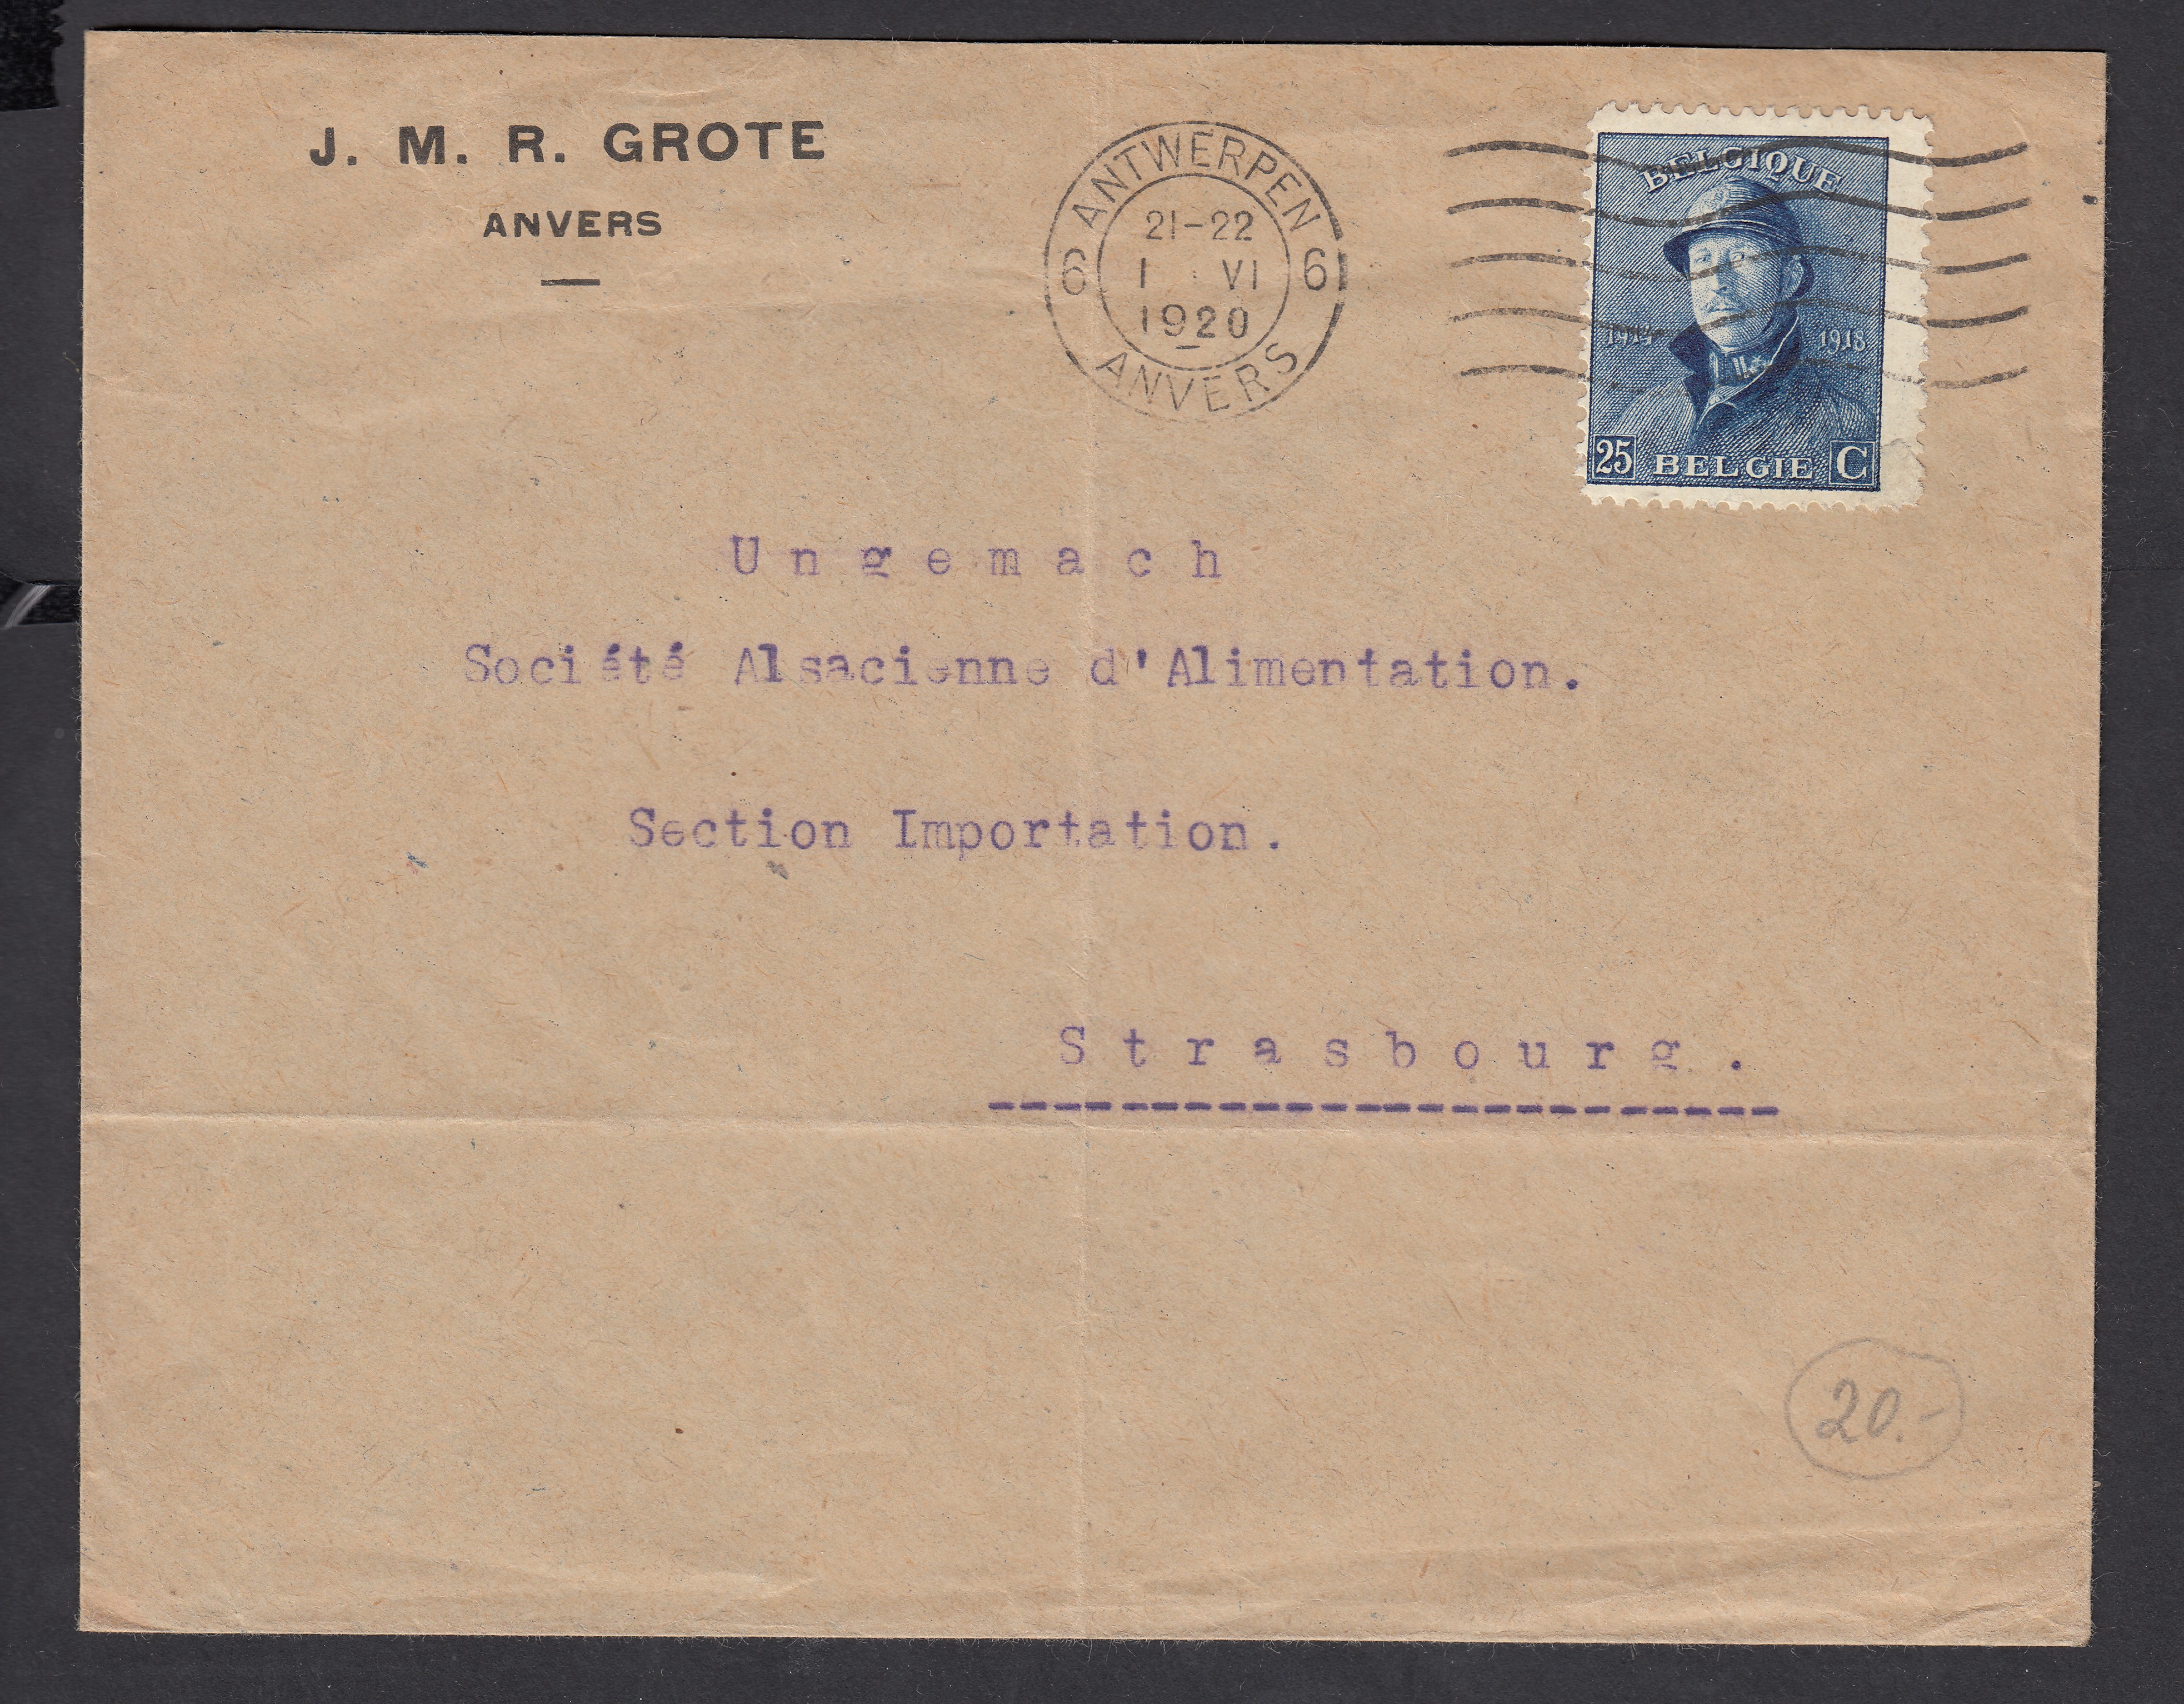 J. M. R. GROTE
ANVERS
ANTWERPEN
21-22
6 1 VI 6
1920
ANVERS
BELGIQUE
1914 1918
25 BELGIE C
Ungemach
Société Alsacienne d'Alimentation.
Section Importation.
Strasbourg.
20.-